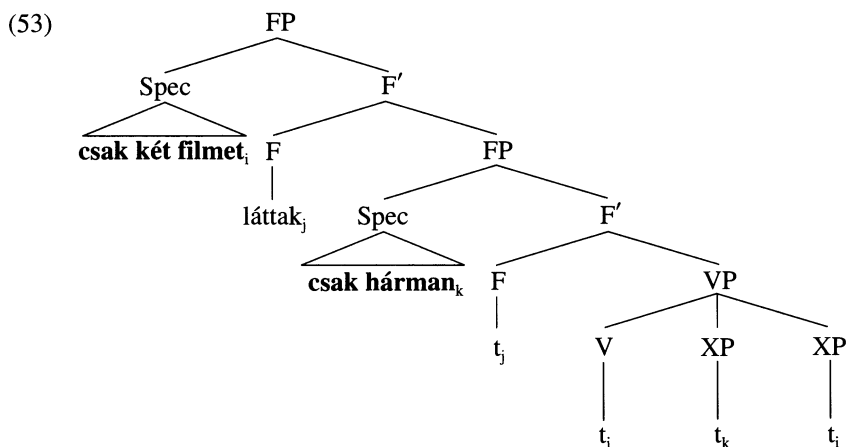 (53)
FP
Spec F′
csak két filmetᵢ F FP
láttakⱼ Spec F′
csak hármanₖ F VP
tⱼ V XP XP
tⱼ tₖ tᵢ